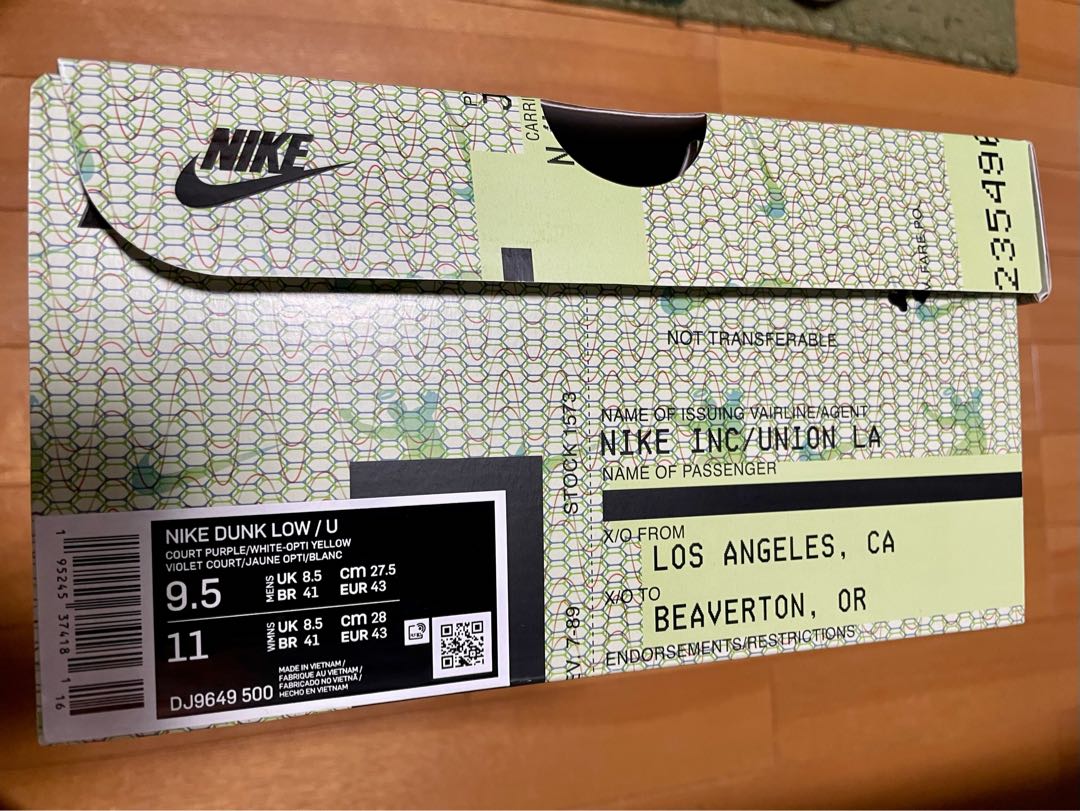 NIKE
CARRI
235498
FARE PO.
NOT TRANSFERABLE
STOCK 1573
NAME OF ISSUING VAIRLINE/AGENT
NIKE INC/UNION LA
NAME OF PASSENGER
X/O FROM
LOS ANGELES, CA
X/O TO
BEAVERTON, OR
ENDORSEMENTS/RESTRICTIONS
V. 7-89
NIKE DUNK LOW / U
COURT PURPLE/WHITE-OPTI YELLOW
VIOLET COURT/JAUNE OPTI/BLANC
9.5 MENS UK 8.5 cm 27.5
BR 41 EUR 43
11 WMNS UK 8.5 cm 28
BR 41 EUR 43
MADE IN VIETNAM /
FABRIQUE AU VIETNAM /
FABRICADO NO VIETNÃ /
HECHO EN VIETNAM
DJ9649 500
1 95245 37481 16